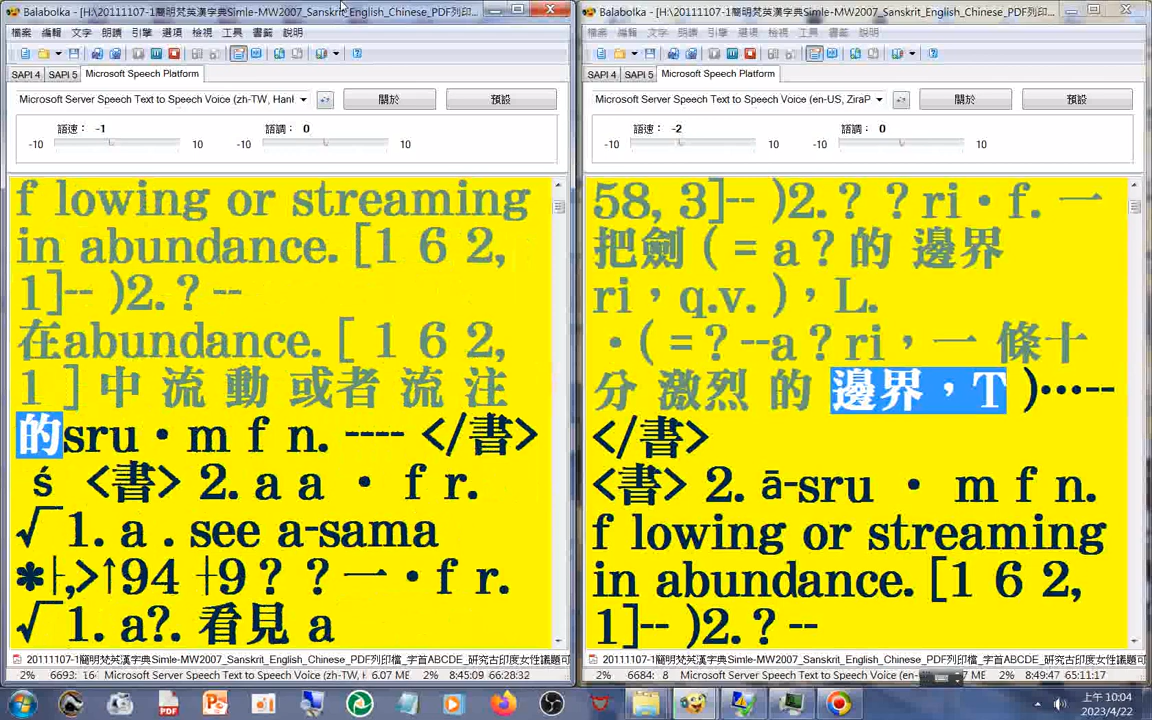 Balabolka - [H:\20111107-1簡明梵英漢字典Simle-MW2007_Sanskrit_English_Chinese_PDF列印...
檔案 編輯 文字 朗讀 引擎 選項 檢視 工具 書籤 說明
SAPI 4 SAPI 5 Microsoft Speech Platform
Microsoft Server Speech Text to Speech Voice (zh-TW, Hanl 關於 預設
語速： -1 語調： 0
-10 10 -10 10
f lowing or streaming
in abundance. [1 6 2,
1]-- )2.？--
在abundance. [ 1 6 2,
1 ] 中 流 動 或者 流 注
的sru・m f n. ---- </書>
ś <書> 2. a a ・ f r.
√ 1. a . see a-sama
✱├,>↑94 ┼9？？一・f r.
√ 1. a?. 看見 a
20111107-1簡明梵英漢字典Simle-MW2007_Sanskrit_English_Chinese_PDF列印檔_字首ABCDE_研究古印度女性議題可
2% 6693: 16 Microsoft Server Speech Text to Speech Voice (zh-TW, H 6.07 MB 2% 8:45:09 66:28:32
Balabolka - [H:\20111107-1簡明梵英漢字典Simle-MW2007_Sanskrit_English_Chinese_PDF列印...
檔案 編輯 文字 朗讀 引擎 選項 檢視 工具 書籤 說明
SAPI 4 SAPI 5 Microsoft Speech Platform
Microsoft Server Speech Text to Speech Voice (en-US, ZiraP 關於 預設
語速： -2 語調： 0
-10 10 -10 10
58, 3]-- )2.？？ri・f. 一
把劍 ( = a？的 邊界
ri，q.v. )，L.
・( =？--a？ri，一 條十
分 激烈 的 邊界，T )…--
</書>
<書> 2. ā-sru ・ m f n.
f lowing or streaming
in abundance. [1 6 2,
1]-- )2.？--
20111107-1簡明梵英漢字典Simle-MW2007_Sanskrit_English_Chinese_PDF列印檔_字首ABCDE_研究古印度女性議題可
2% 6684: 8 Microsoft Server Speech Text to Speech Voice (en-US, 7 MB 2% 8:49:47 65:11:17
上午 10:04
2023/4/22